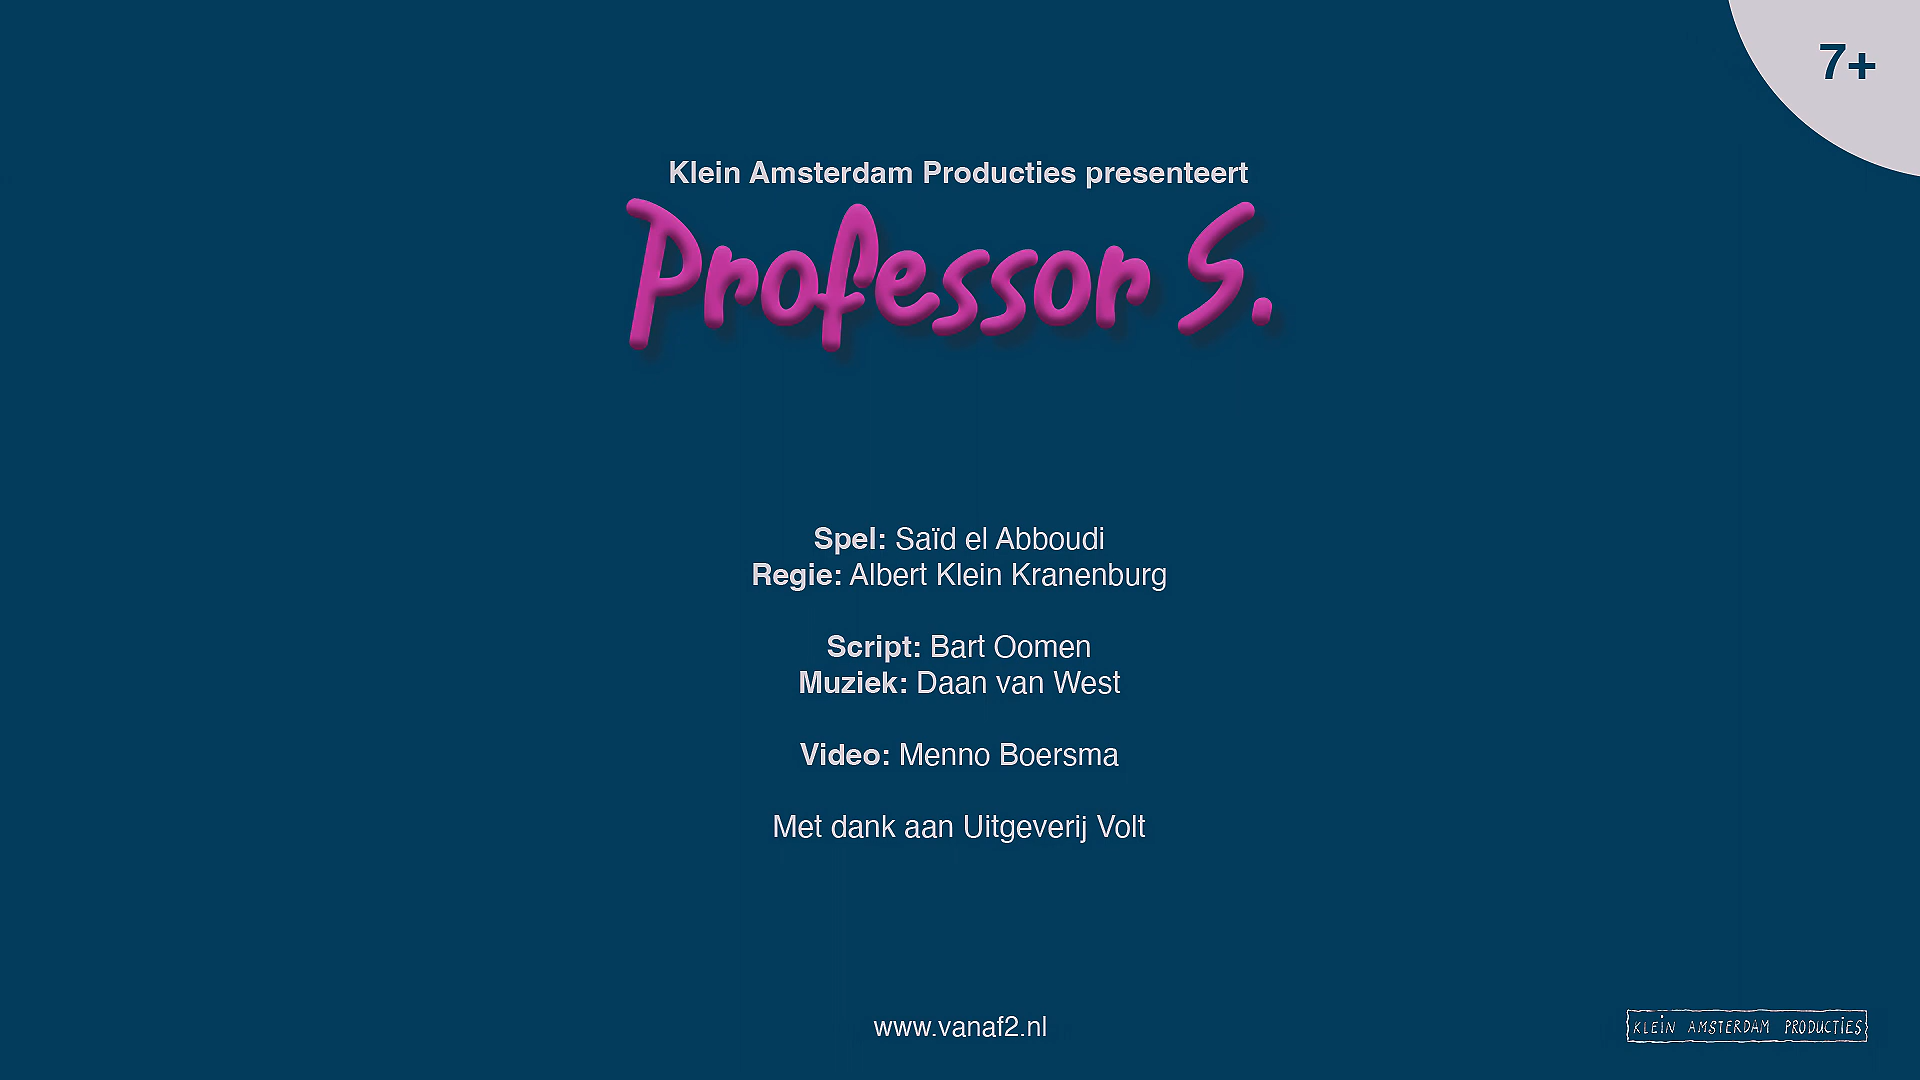 7+
Klein Amsterdam Producties presenteert
Professor S.
Spel: Saïd el Abboudi
Regie: Albert Klein Kranenburg
Script: Bart Oomen
Muziek: Daan van West
Video: Menno Boersma
Met dank aan Uitgeverij Volt
www.vanaf2.nl
KLEiN AMSTERDAM PRODUCTiES